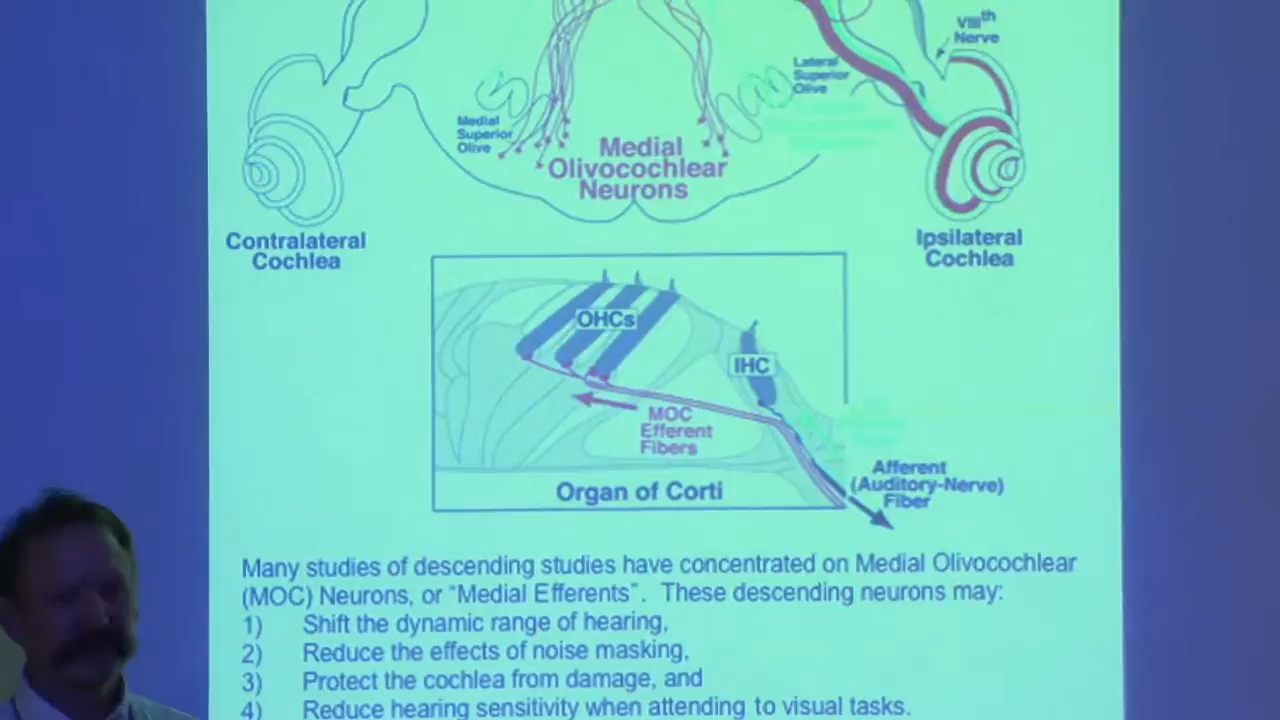 VIIIth
Nerve
Lateral
Superior
Olive
Medial
Superior
Olive
Medial
Olivocochlear
Neurons
Contralateral
Cochlea
Ipsilateral
Cochlea
OHCs
IHC
MOC
Efferent
Fibers
Organ of Corti
Afferent
(Auditory-Nerve)
Fiber
Many studies of descending studies have concentrated on Medial Olivocochlear
(MOC) Neurons, or “Medial Efferents”. These descending neurons may:
1) Shift the dynamic range of hearing,
2) Reduce the effects of noise masking,
3) Protect the cochlea from damage, and
4) Reduce hearing sensitivity when attending to visual tasks.